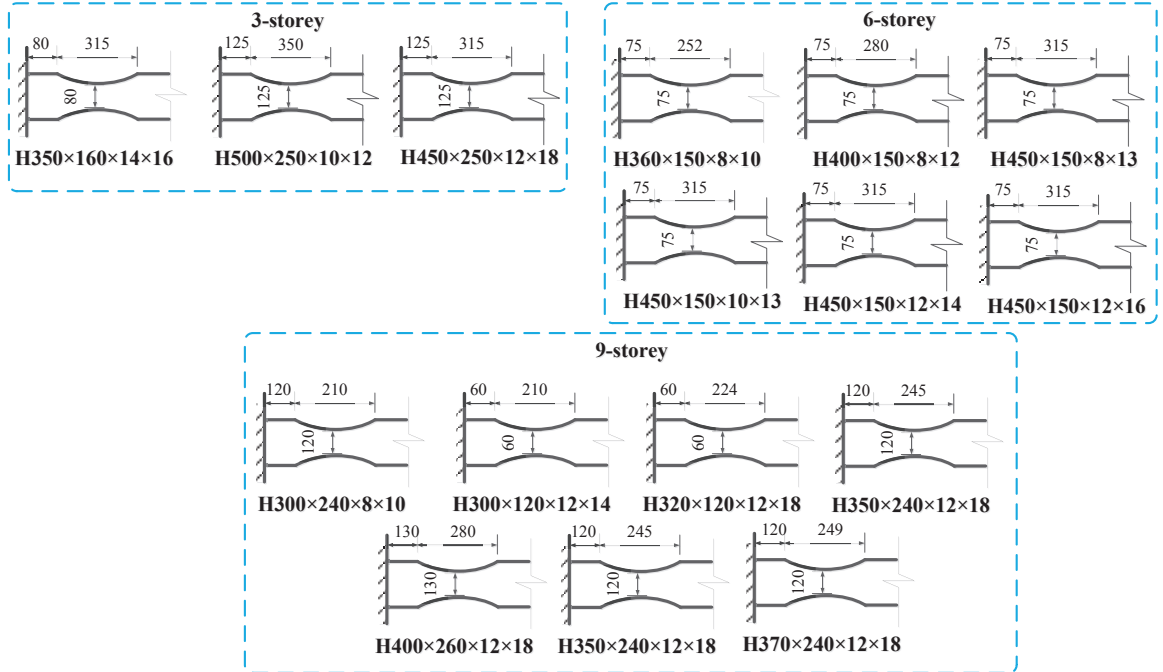 3-storey
80 315
125 350
125 315
80
125
125
H350×160×14×16
H500×250×10×12
H450×250×12×18
6-storey
75 252
75 280
75 315
75
75
75
H360×150×8×10
H400×150×8×12
H450×150×8×13
75 315
75 315
75 315
75
75
75
H450×150×10×13
H450×150×12×14
H450×150×12×16
9-storey
120 210
60 210
60 224
120 245
120
60
60
120
H300×240×8×10
H300×120×12×14
H320×120×12×18
H350×240×12×18
130 280
120 245
120 249
130
120
120
H400×260×12×18
H350×240×12×18
H370×240×12×18